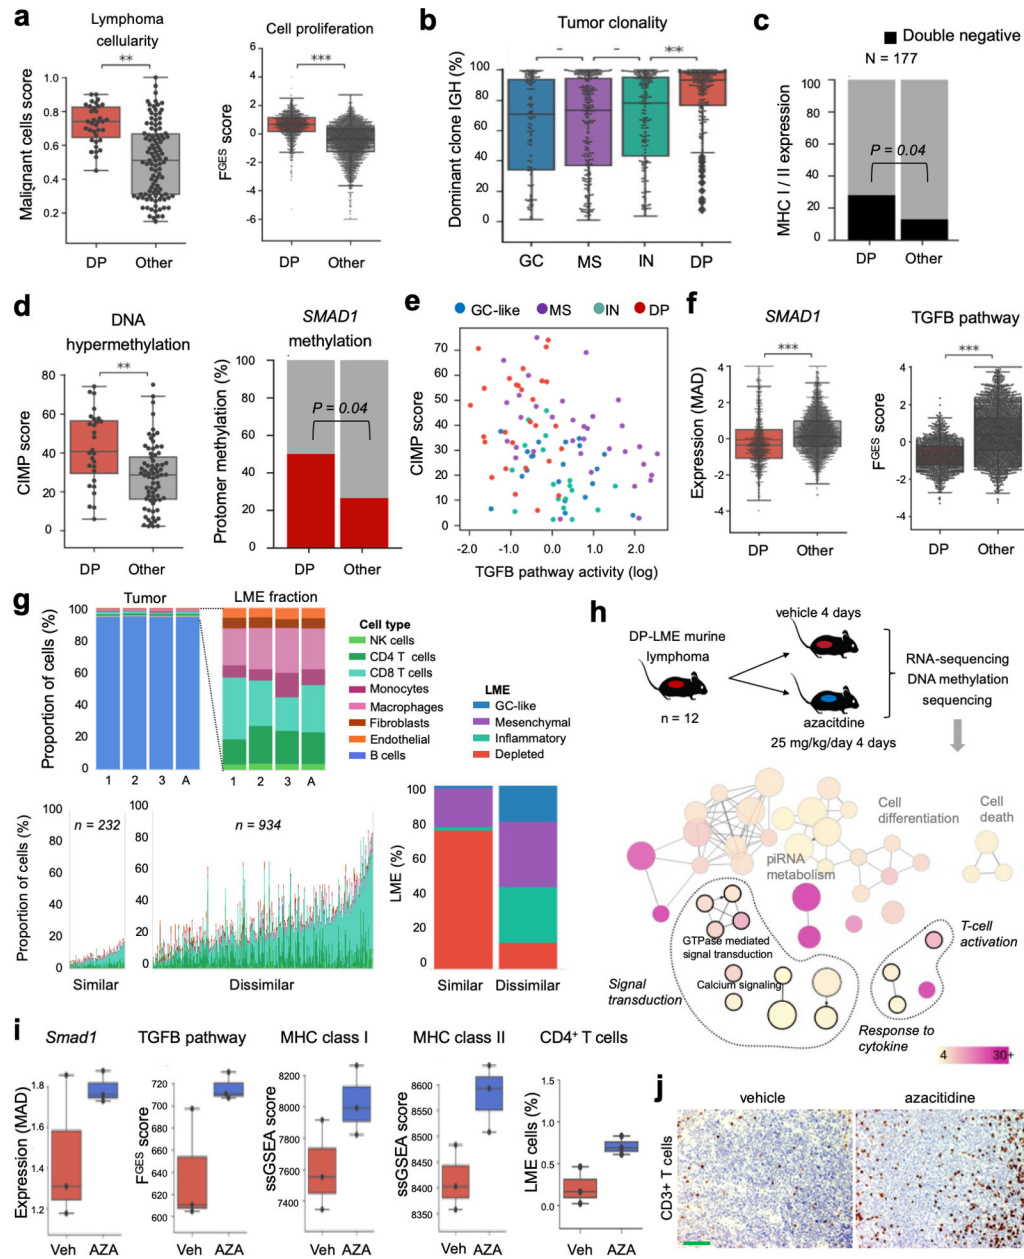 a
Lymphoma
cellularity
**
Malignant cells score
1.0
0.8
0.6
0.4
0.2
DP
Other
Cell proliferation
***
F^GES score
6
4
2
0
-2
-4
-6
DP
Other
b
Tumor clonality
–
–
**
Dominant clone IGH (%)
100
80
60
40
20
0
GC
MS
IN
DP
c
Double negative
N = 177
MHC I / II expression
100
80
60
40
20
0
P = 0.04
DP
Other
d
DNA
hypermethylation
**
CIMP score
80
60
40
20
0
DP
Other
SMAD1
methylation
Protomer methylation (%)
100
80
60
40
20
0
P = 0.04
DP
Other
e
GC-like
MS
IN
DP
CIMP score
70
60
50
40
30
20
10
0
-2.0
-1.0
0.0
1.0
2.0
TGFB pathway activity (log)
f
SMAD1
***
Expression (MAD)
4
2
0
-2
-4
DP
Other
TGFB pathway
***
F^GES score
4
2
0
-2
-4
DP
Other
g
Tumor
LME fraction
Proportion of cells (%)
100
80
60
40
20
0
1
2
3
A
1
2
3
A
Cell type
NK cells
CD4 T cells
CD8 T cells
Monocytes
Macrophages
Fibroblasts
Endothelial
B cells
LME
GC-like
Mesenchymal
Inflammatory
Depleted
Proportion of cells (%)
100
80
60
40
20
0
n = 232
Similar
100
80
60
40
20
0
n = 934
Dissimilar
LME (%)
100
80
60
40
20
0
Similar
Dissimilar
h
DP-LME murine
lymphoma
n = 12
vehicle 4 days
azacitdine
25 mg/kg/day 4 days
RNA-sequencing
DNA methylation
sequencing
Cell
differentiation
Cell
death
piRNA
metabolism
GTPase mediated
signal transduction
Calcium signaling
Signal
transduction
T-cell
activation
Response to
cytokine
4
30+
i
Smad1
Expression (MAD)
1.8
1.6
1.4
1.2
Veh
AZA
TGFB pathway
F^GES score
720
700
680
660
640
620
600
Veh
AZA
MHC class I
ssGSEA score
8200
8000
7800
7600
7400
Veh
AZA
MHC class II
ssGSEA score
8600
8550
8500
8450
8400
8350
Veh
AZA
CD4⁺ T cells
LME cells (%)
1.5
1.0
0.5
0.0
Veh
AZA
j
vehicle
azacitidine
CD3+ T cells